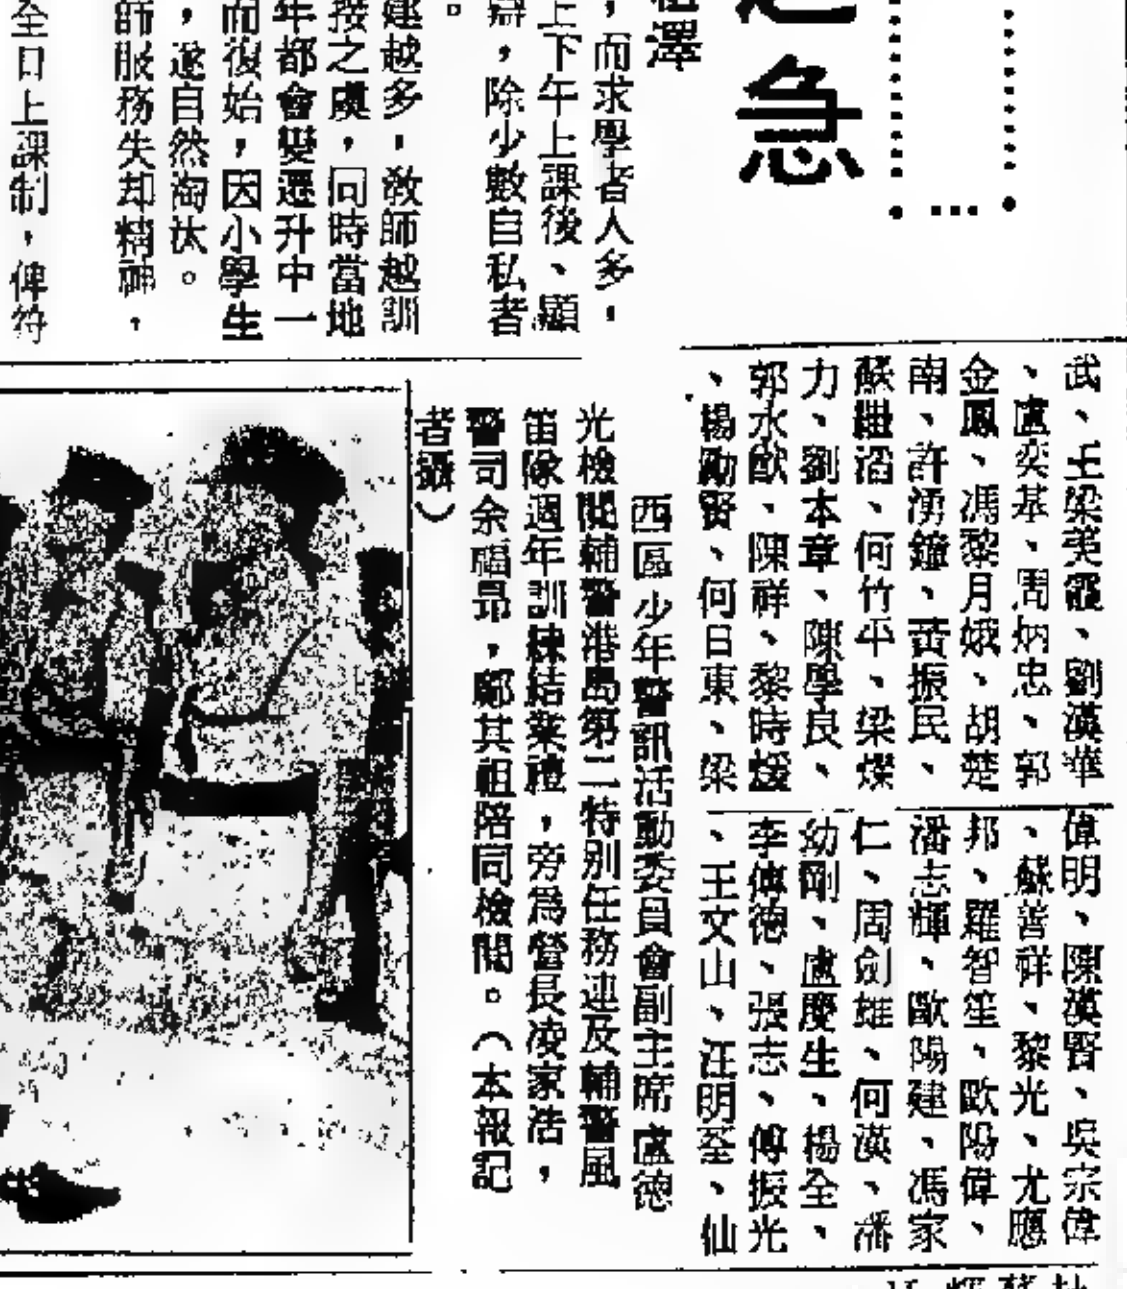 之急
祖澤
，而求學者人多，
上下午上課後、顯
辯，除少數自私者
。
建越多，教師越訓
接之處，同時當地
年都會變遷升中一
而復始，因小學生
，遂自然淘汰。
師服務失却精神，
全日上課制，俾符
武、王梁英、劉漢華
、盧奕基、周炳忠、郭
金鳳、馮黎月娥、胡楚
南、許湧鐘、黃振民、
蘇繼滔、何竹平、梁燦
力、劉本章、陳學良、
郭永猷、陳祥、黎時煖
、楊勵賢、何日東、梁
偉明、陳漢賢、吳宗偉
、蘇善祥、黎光、尤應
邦、羅智笙、歐陽偉、
潘志輝、歐陽建、馮家
仁、周劍雄、何漢、潘
幼剛、盧慶生、楊全、
李偉德、張志、傅振光
、王文山、汪明荃、仙
西區少年警訊活動委員會副主席盧德
光檢閱輔警港島第二特別任務連及輔警風
笛隊週年訓練結業禮，旁為營長凌家浩，
警司余福昂，鄺其祖陪同檢閱。（本報記
者攝）